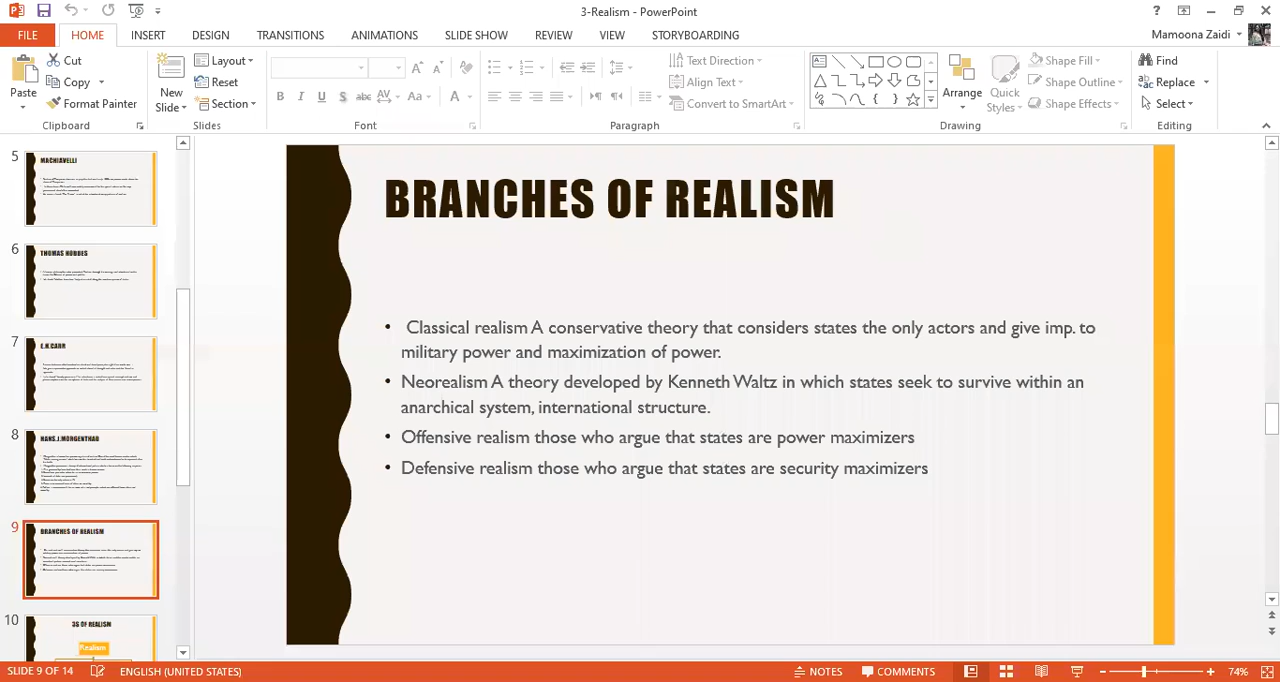 3-Realism - PowerPoint
FILE HOME INSERT DESIGN TRANSITIONS ANIMATIONS SLIDE SHOW REVIEW VIEW STORYBOARDING Mamoona Zaidi
Paste
Cut
Copy
Format Painter
Clipboard
New
Slide
Layout
Reset
Section
Slides
Font
Text Direction
Align Text
Convert to SmartArt
Paragraph
Arrange
Quick
Styles
Shape Fill
Shape Outline
Shape Effects
Drawing
Find
Replace
Select
Editing
5
MACHIAVELLI
6
THOMAS HOBBES
7
E.H.CARR
8
HANS.J.MORGENTHAU
9
BRANCHES OF REALISM
10
3S OF REALISM
Realism
BRANCHES OF REALISM
• Classical realism A conservative theory that considers states the only actors and give imp. to
military power and maximization of power.
• Neorealism A theory developed by Kenneth Waltz in which states seek to survive within an
anarchical system, international structure.
• Offensive realism those who argue that states are power maximizers
• Defensive realism those who argue that states are security maximizers
SLIDE 9 OF 14 ENGLISH (UNITED STATES) NOTES COMMENTS 74%